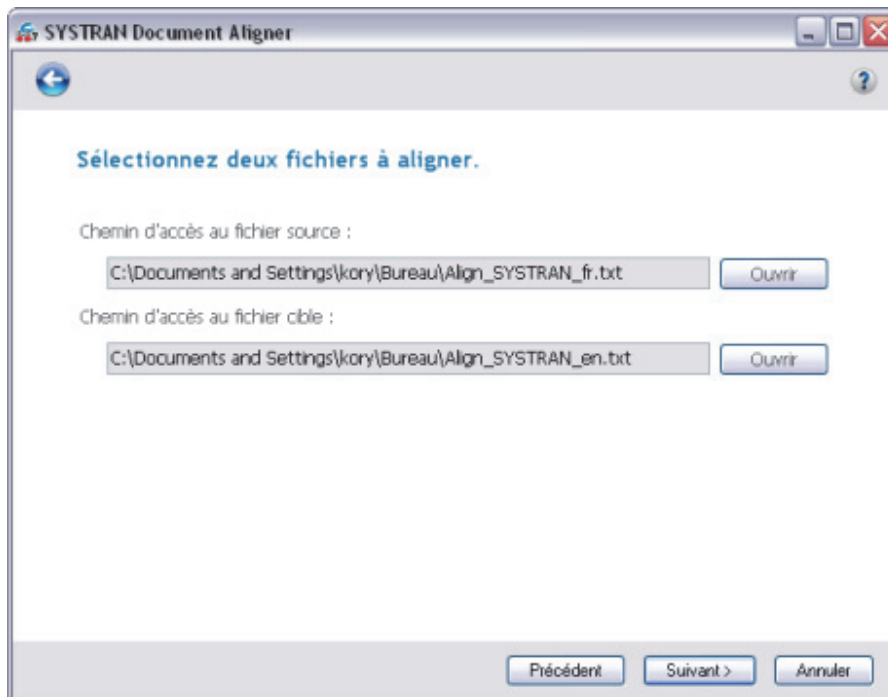 SYSTRAN Document Aligner
Sélectionnez deux fichiers à aligner.
Chemin d'accès au fichier source :
C:\Documents and Settings\kory\Bureau\Align_SYSTRAN_fr.txt
Ouvrir
Chemin d'accès au fichier cible :
C:\Documents and Settings\kory\Bureau\Align_SYSTRAN_en.txt
Ouvrir
Précédent
Suivant >
Annuler